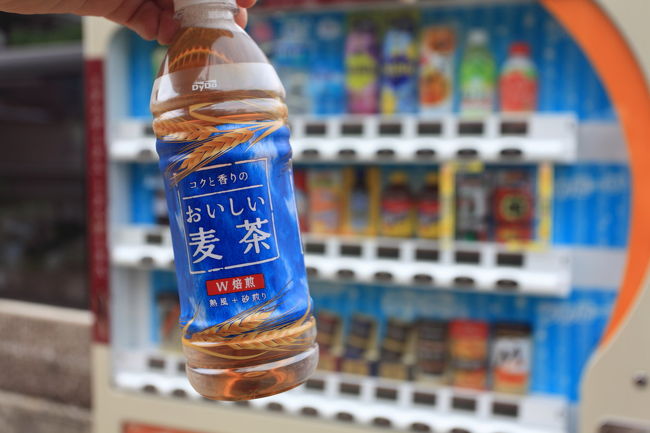 DyDo
コクと香りの
おいしい
麦茶
W焙煎
熱風+砂煎り